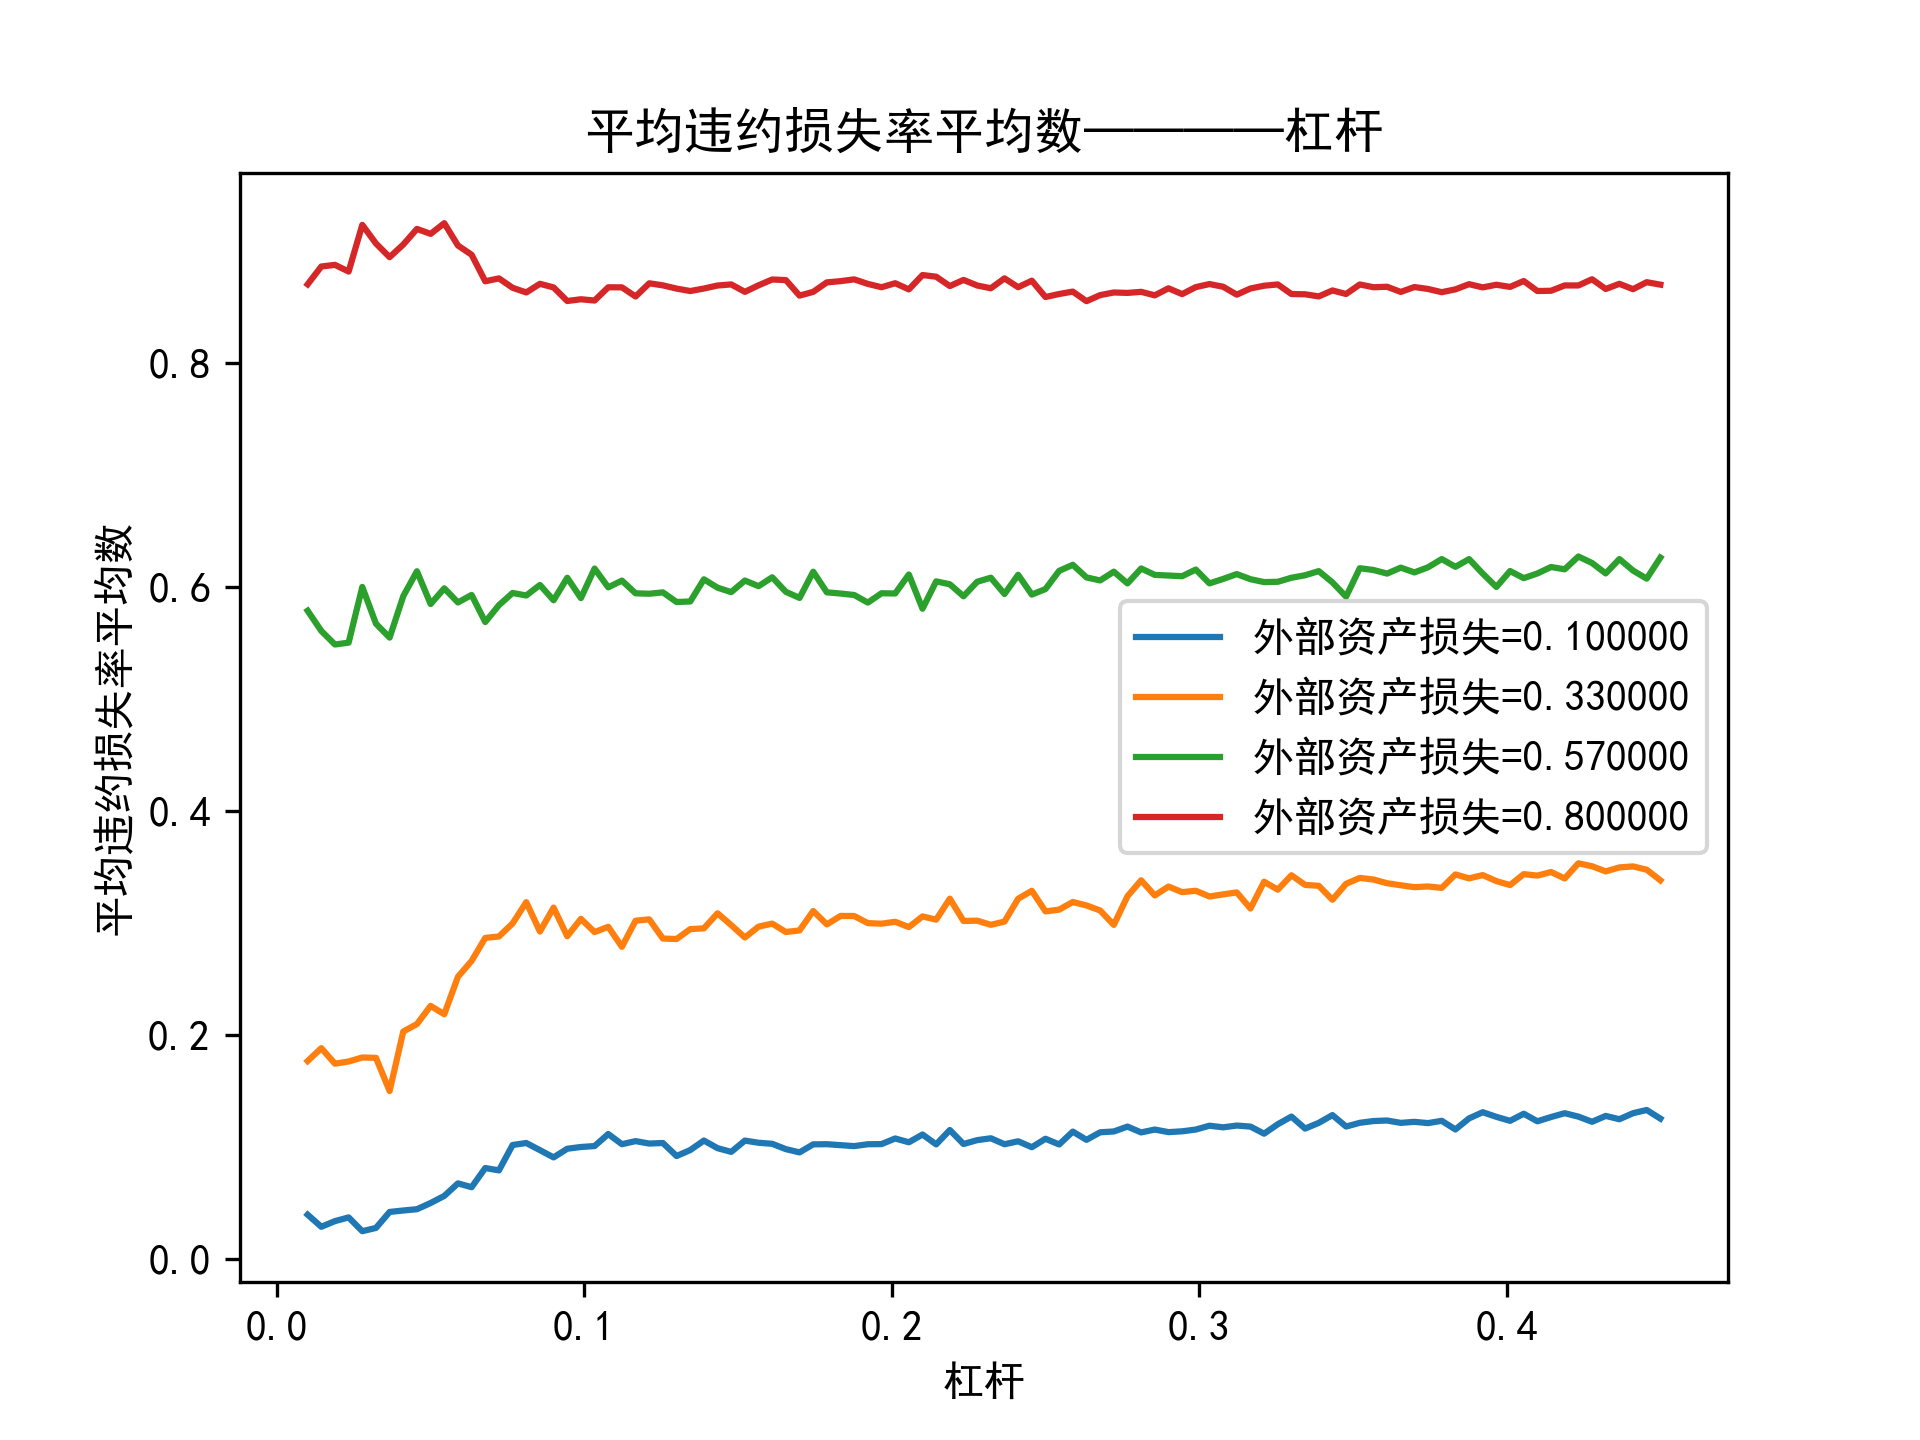 平均违约损失率平均数————杠杆
平均违约损失率平均数
0.8
0.6
0.4
0.2
0.0
外部资产损失=0.100000
外部资产损失=0.330000
外部资产损失=0.570000
外部资产损失=0.800000
0.0 0.1 0.2 0.3 0.4
杠杆